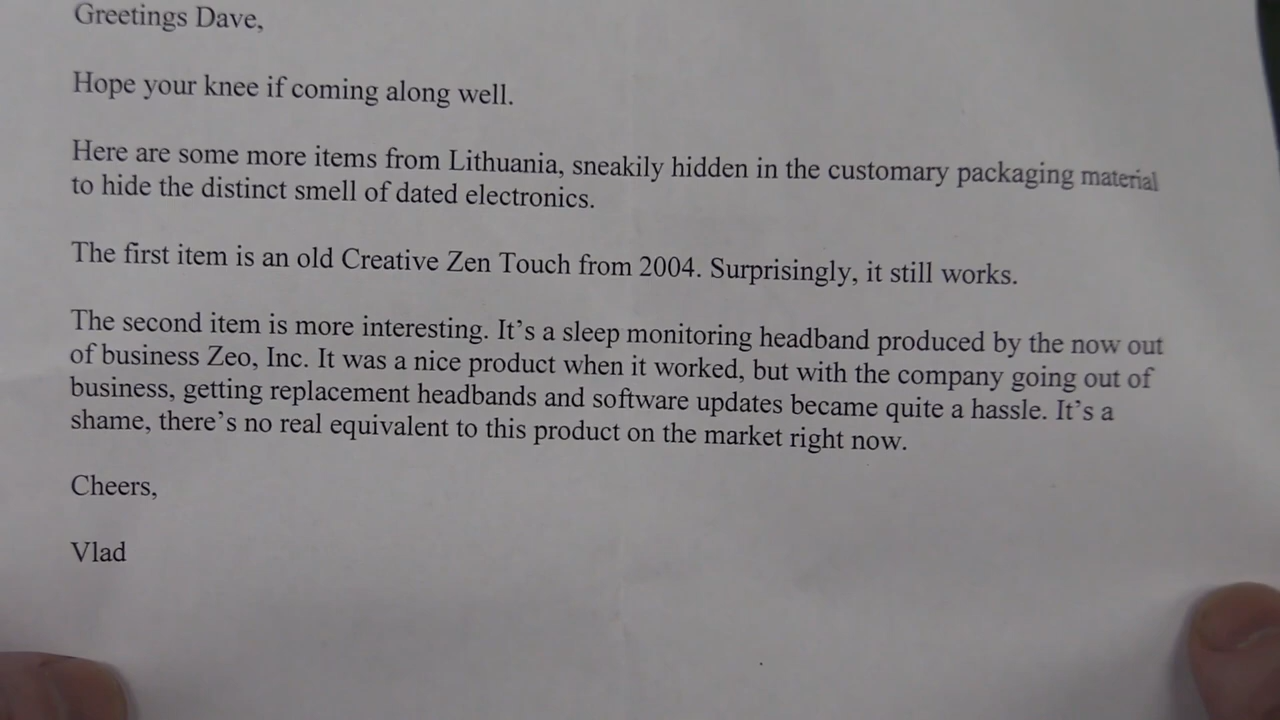 Greetings Dave,
Hope your knee if coming along well.
Here are some more items from Lithuania, sneakily hidden in the customary packaging material
to hide the distinct smell of dated electronics.
The first item is an old Creative Zen Touch from 2004. Surprisingly, it still works.
The second item is more interesting. It’s a sleep monitoring headband produced by the now out
of business Zeo, Inc. It was a nice product when it worked, but with the company going out of
business, getting replacement headbands and software updates became quite a hassle. It’s a
shame, there’s no real equivalent to this product on the market right now.
Cheers,
Vlad